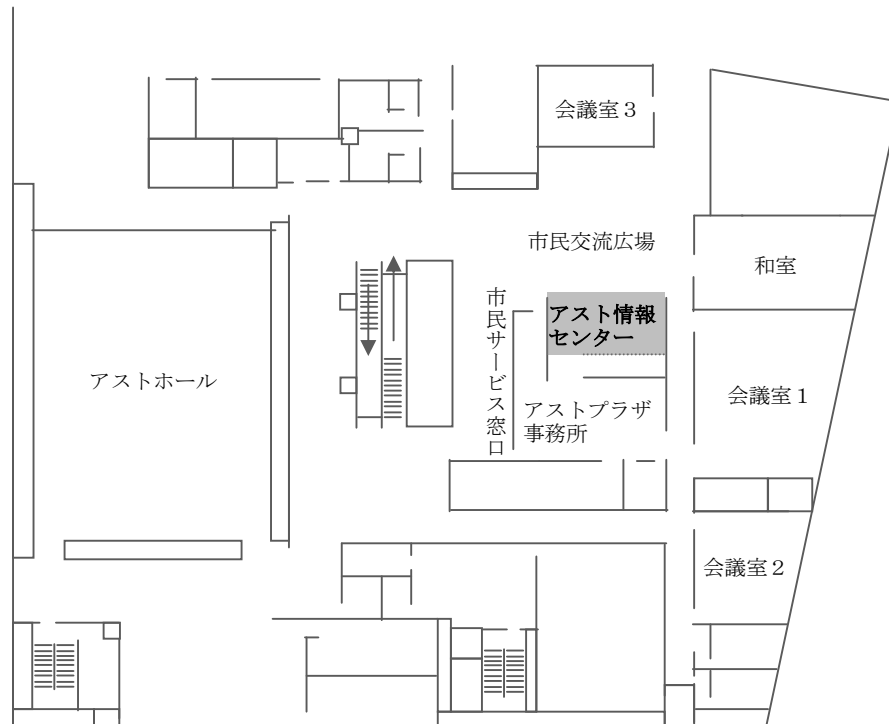 会議室３
市民交流広場
和室
アスト情報
センター
市民サービス窓口
アストホール
会議室１
アストプラザ
事務所
会議室２